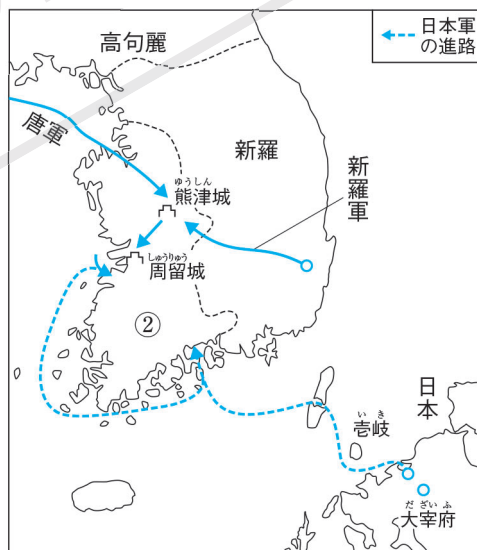 日本軍
の進路
高句麗
唐軍
新羅
新羅軍
ゆうしん
熊津城
しゅうりゅう
周留城
②
日本
いき
壱岐
だざいふ
大宰府